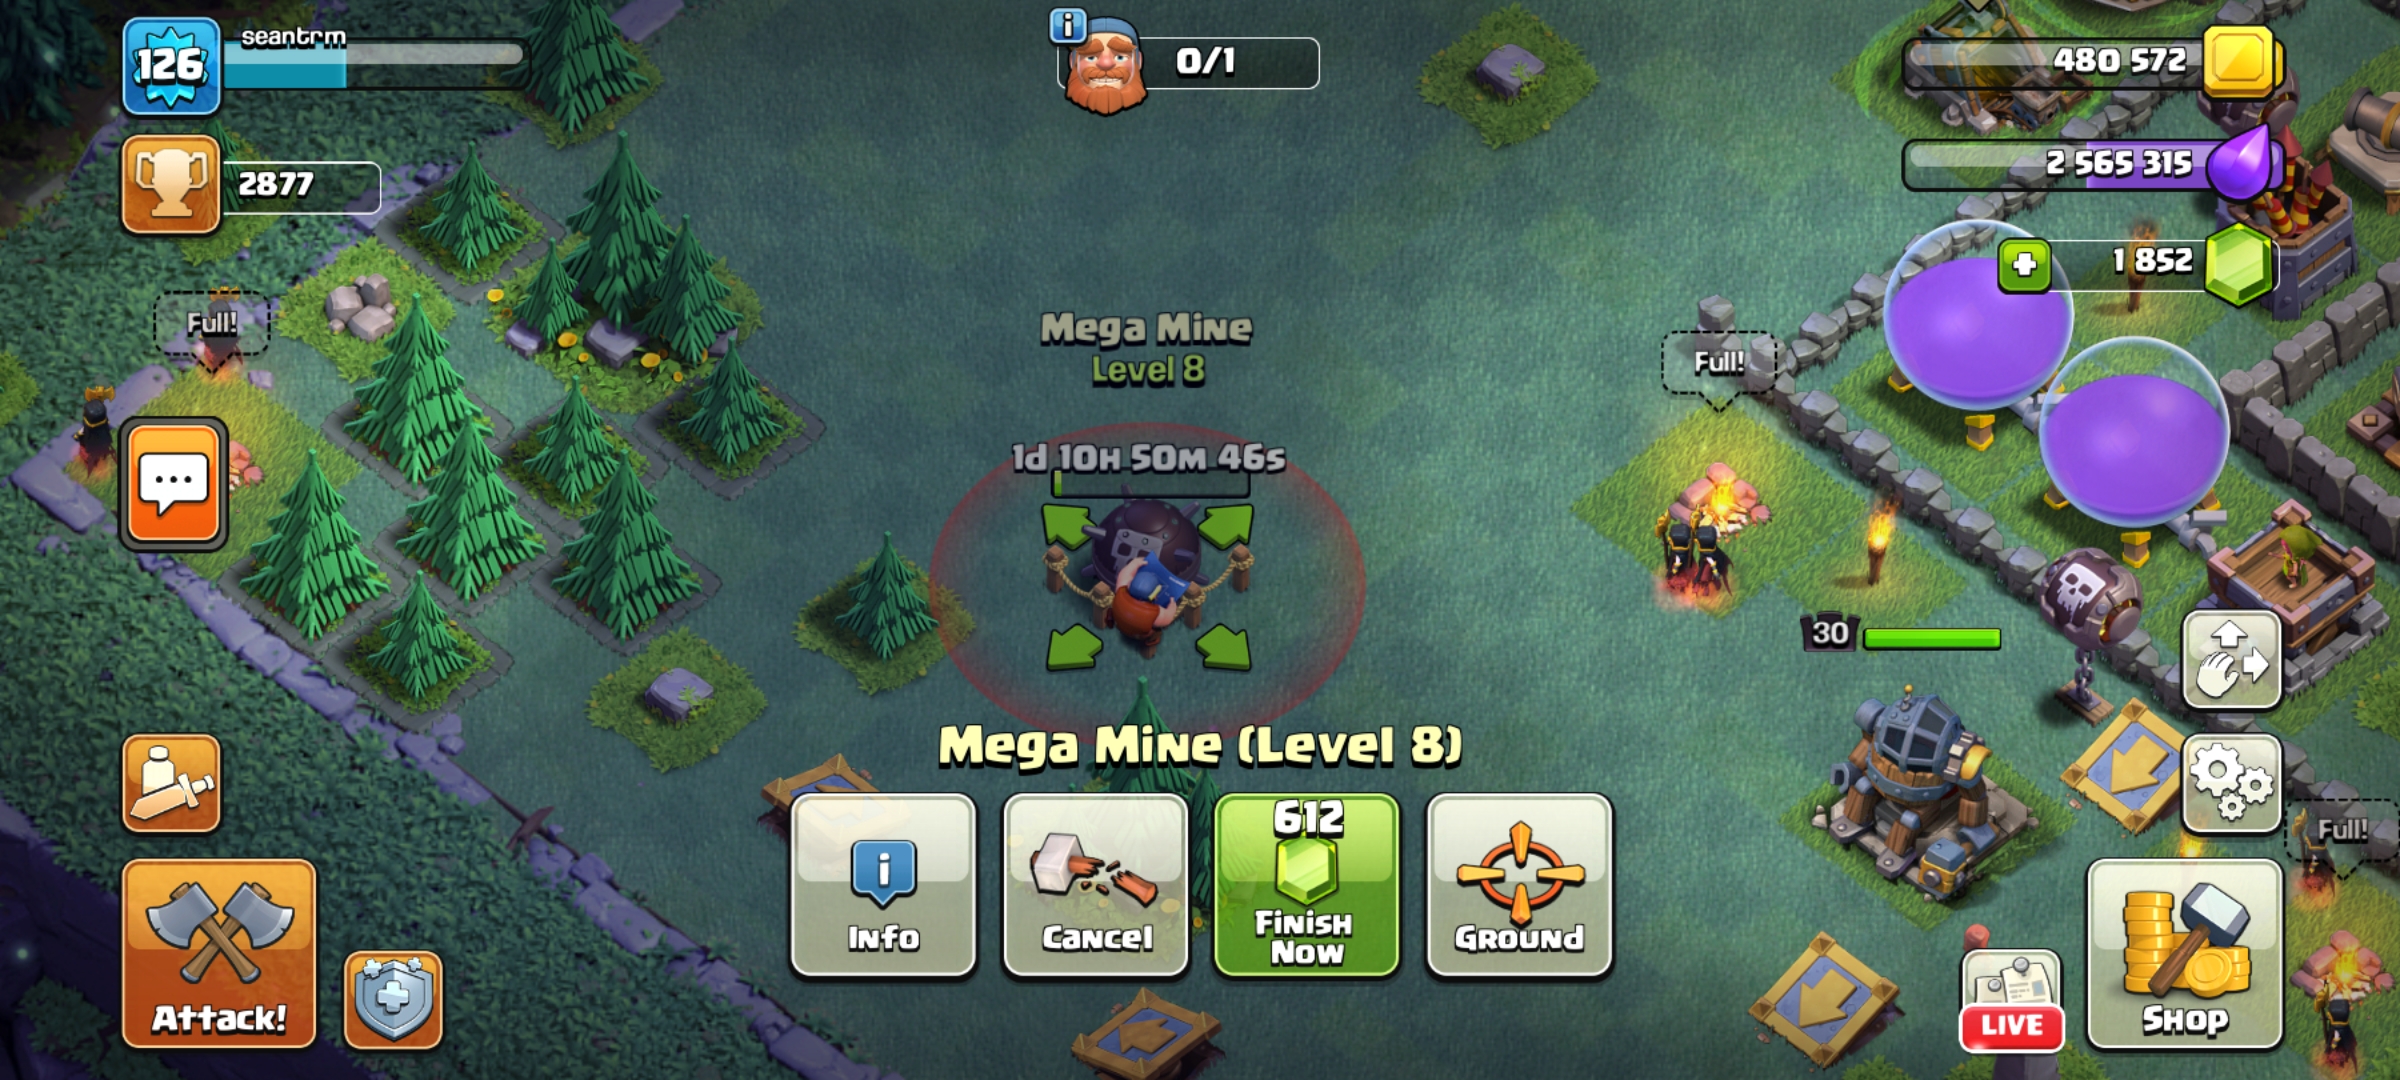 126
seantrm
0/1
480 572
2877
2 565 315
1 852
Full!
Mega Mine
Level 8
Full!
1d 10H 50M 46s
30
Mega Mine (Level 8)
612
Info
Cancel
Finish
Now
Ground
Full!
Attack!
LIVE
Shop